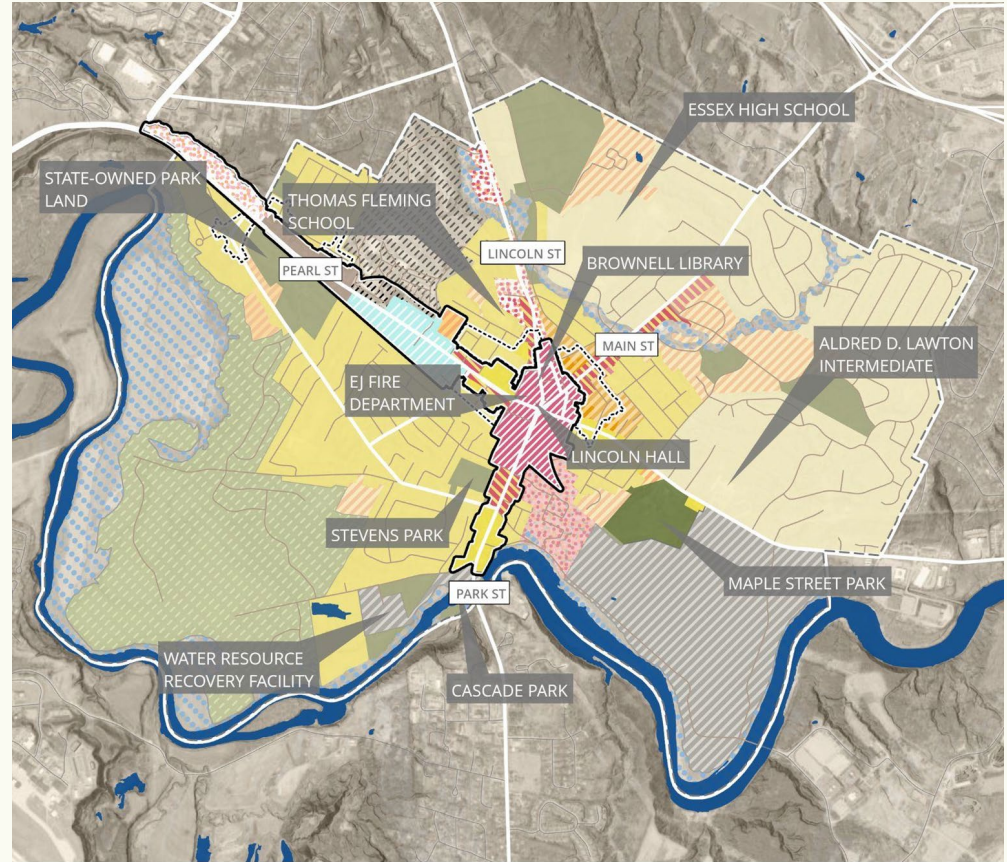 ESSEX HIGH SCHOOL
STATE-OWNED PARK
LAND
THOMAS FLEMING
SCHOOL
LINCOLN ST
BROWNELL LIBRARY
PEARL ST
MAIN ST
ALDRED D. LAWTON
INTERMEDIATE
EJ FIRE
DEPARTMENT
LINCOLN HALL
STEVENS PARK
MAPLE STREET PARK
PARK ST
WATER RESOURCE
RECOVERY FACILITY
CASCADE PARK